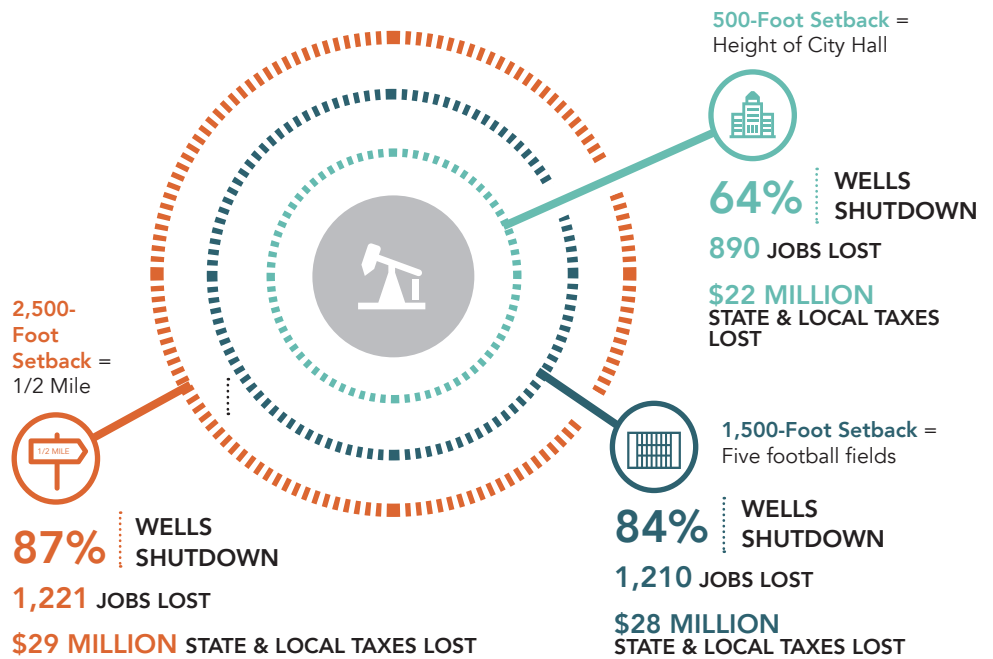 500-Foot Setback =
Height of City Hall
64%
WELLS
SHUTDOWN
890 JOBS LOST
$22 MILLION
STATE & LOCAL TAXES
LOST
2,500-
Foot
Setback =
1/2 Mile
1/2 MILE
87%
WELLS
SHUTDOWN
1,221 JOBS LOST
$29 MILLION STATE & LOCAL TAXES LOST
1,500-Foot Setback =
Five football fields
84%
WELLS
SHUTDOWN
1,210 JOBS LOST
$28 MILLION
STATE & LOCAL TAXES LOST